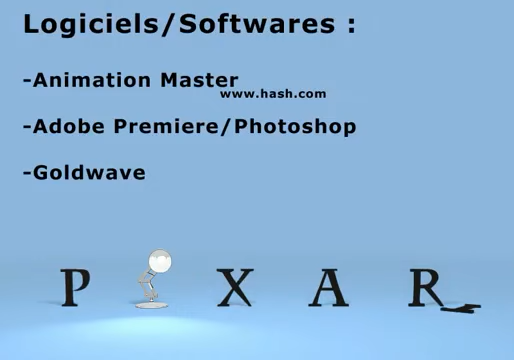 Logiciels/Softwares :
-Animation Master
www.hash.com
-Adobe Premiere/Photoshop
-Goldwave
P X A R